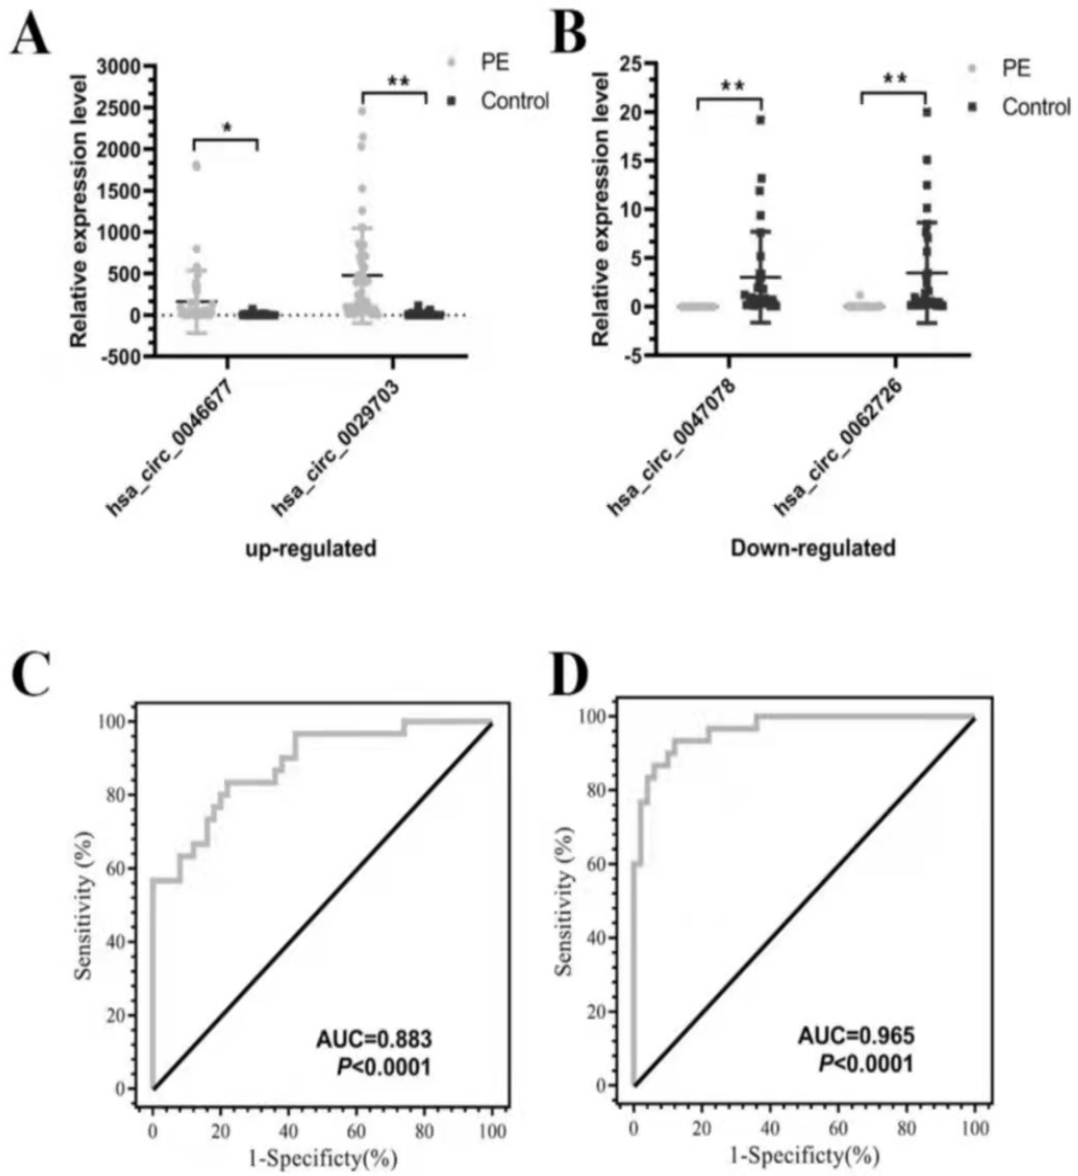 A
Relative expression level
3000
2500
2000
1500
1000
500
0
-500
*
**
PE
Control
hsa_circ_0046677
hsa_circ_0029703
up-regulated
B
Relative expression level
25
20
15
10
5
0
-5
**
**
PE
Control
hsa_circ_0047078
hsa_circ_0062726
Down-regulated
C
Sensitivity (%)
100
80
60
40
20
0
AUC=0.883
P<0.0001
0 20 40 60 80 100
1-Specificty(%)
D
Sensitivity (%)
100
80
60
40
20
0
AUC=0.965
P<0.0001
0 20 40 60 80 100
1-Specificty(%)